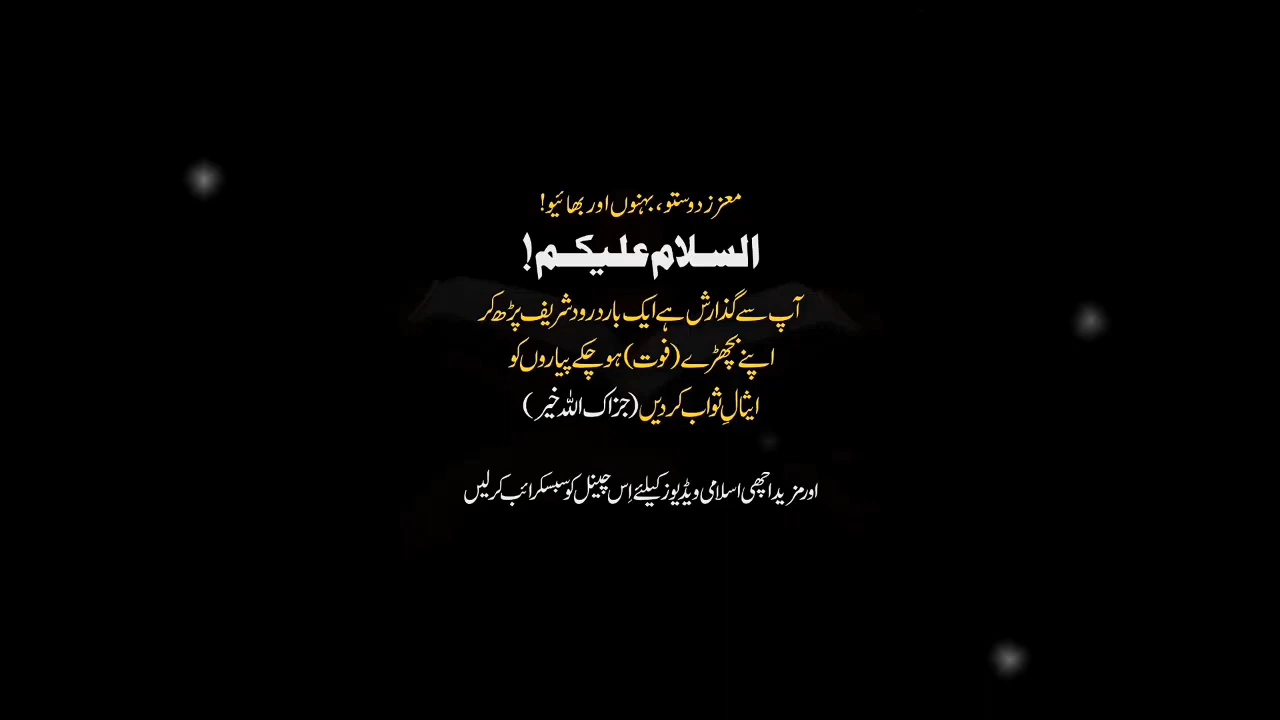 معزز دوستو، بہنوں اور بھائیو!
السلام علیکم!
آپ سے گذارش ہے ایک بار درود شریف پڑھ کر
اپنے بچھڑے (فوت) ہو چکے پیاروں کو
ایثالِ ثواب کر دیں (جزاک اللہ خیر)
اور مزید اچھی اسلامی ویڈیوز کیلئے اِس چینل کو سبسکرائب کر لیں